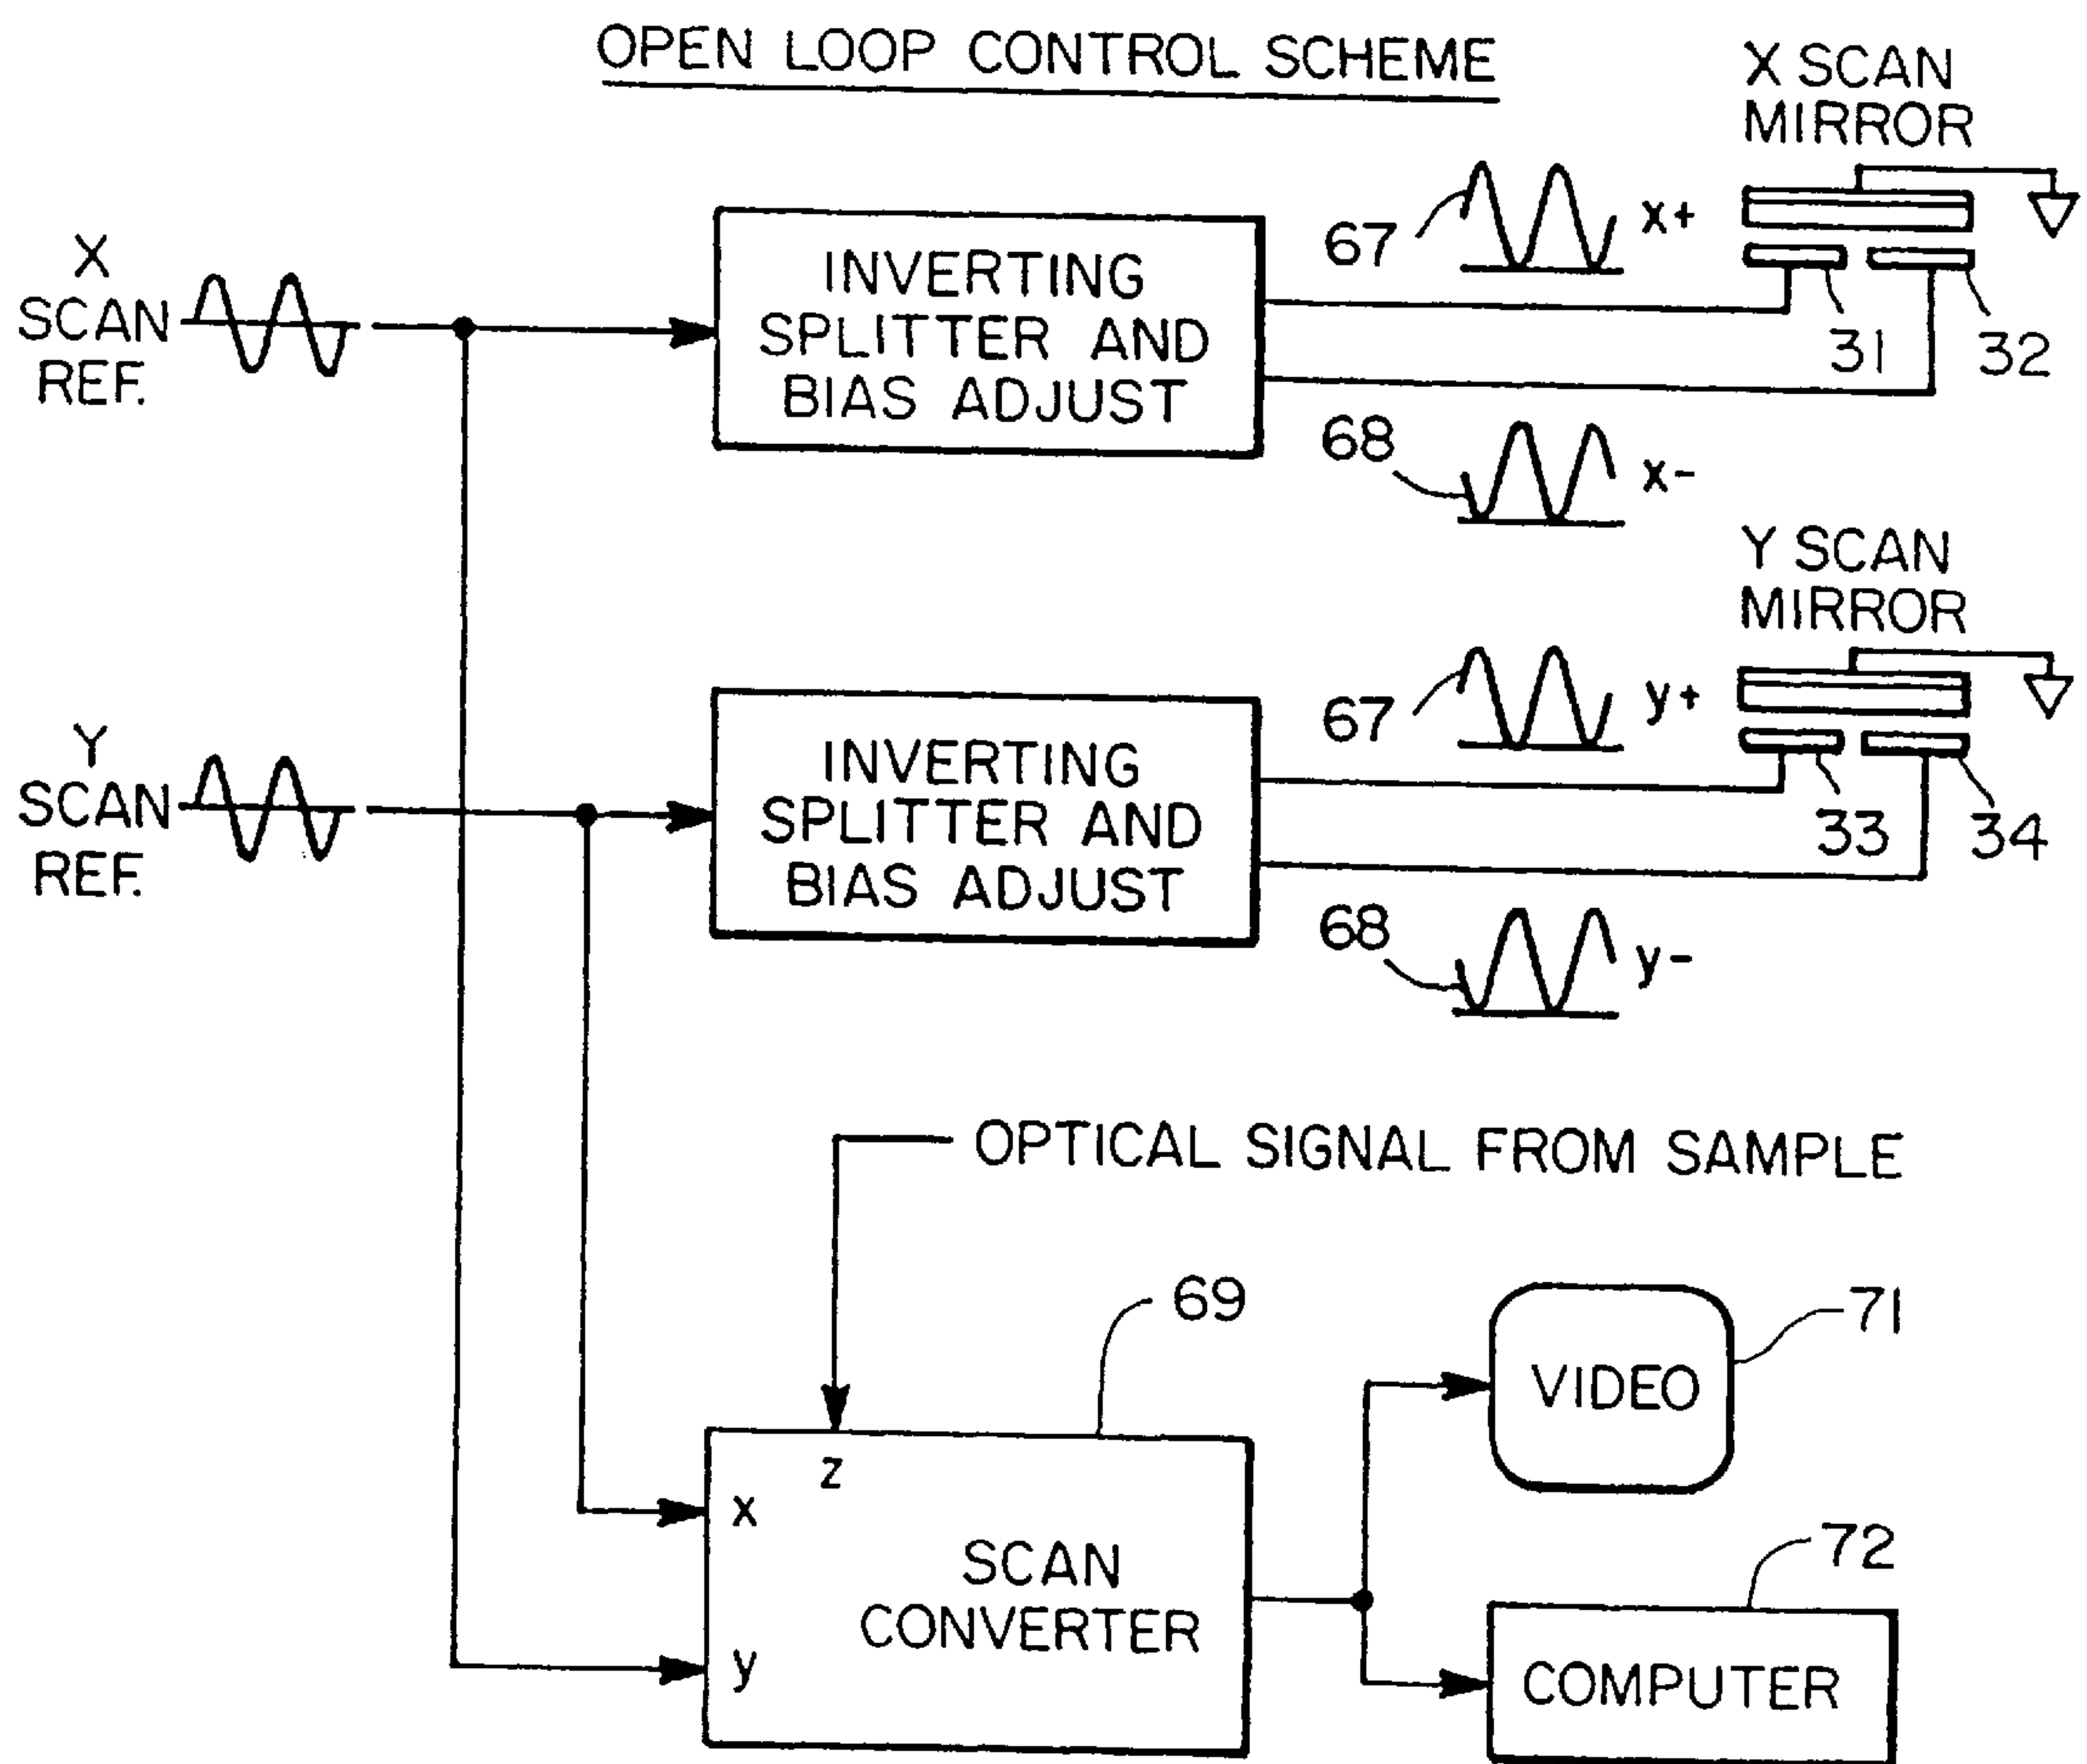 OPEN LOOP CONTROL SCHEME
X SCAN
MIRROR
X
SCAN
REF.
INVERTING
SPLITTER AND
BIAS ADJUST
67
x+
31
32
68
x-
Y SCAN
MIRROR
Y
SCAN
REF.
INVERTING
SPLITTER AND
BIAS ADJUST
67
y+
33
34
68
y-
OPTICAL SIGNAL FROM SAMPLE
69
71
VIDEO
z
x
SCAN
CONVERTER
y
72
COMPUTER